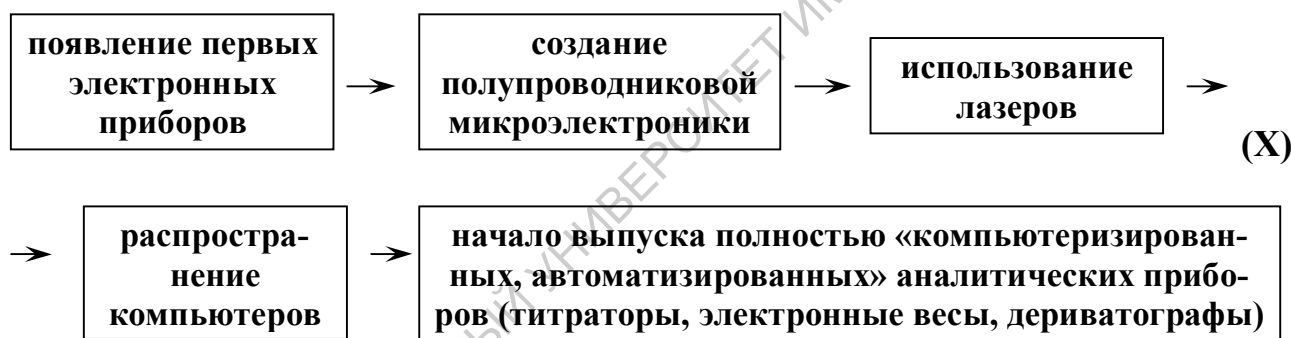 появление первых
электронных
приборов
создание
полупроводниковой
микроэлектроники
использование
лазеров
(X)
распростра-
нение
компьютеров
начало выпуска полностью «компьютеризирован-
ных, автоматизированных» аналитических прибо-
ров (титраторы, электронные весы, дериватографы)